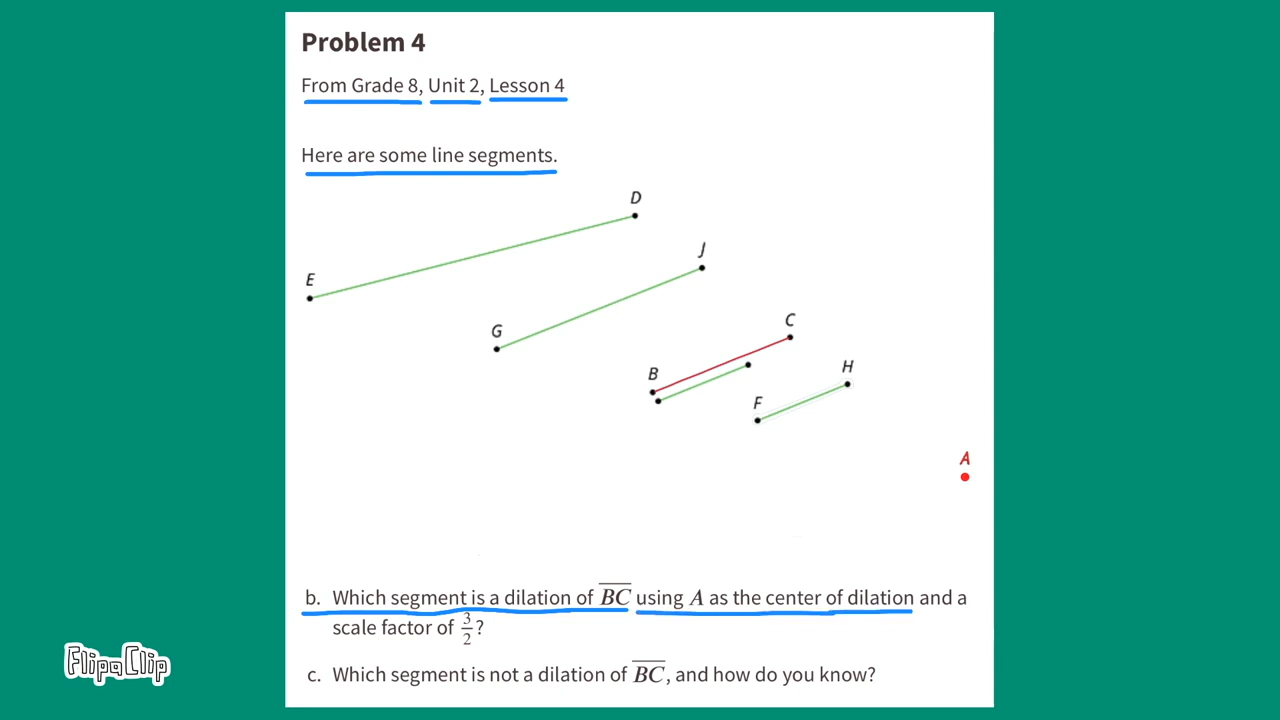 Problem 4
From Grade 8, Unit 2, Lesson 4
Here are some line segments.
D
J
E
G
C
B
H
F
A
b. Which segment is a dilation of BC using A as the center of dilation and a
scale factor of 3/2?
c. Which segment is not a dilation of BC, and how do you know?
FlipaClip